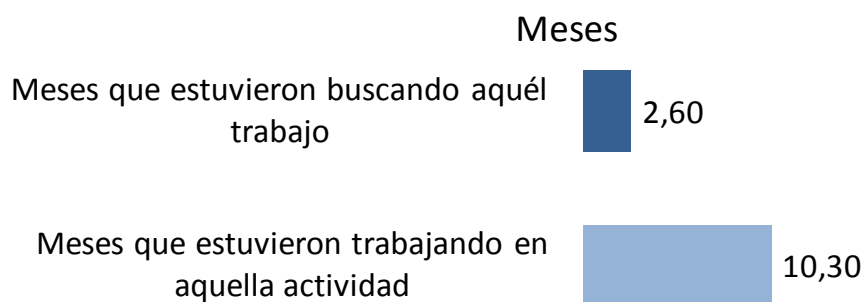 Meses
Meses que estuvieron buscando aquél
trabajo
2,60
Meses que estuvieron trabajando en
aquella actividad
10,30